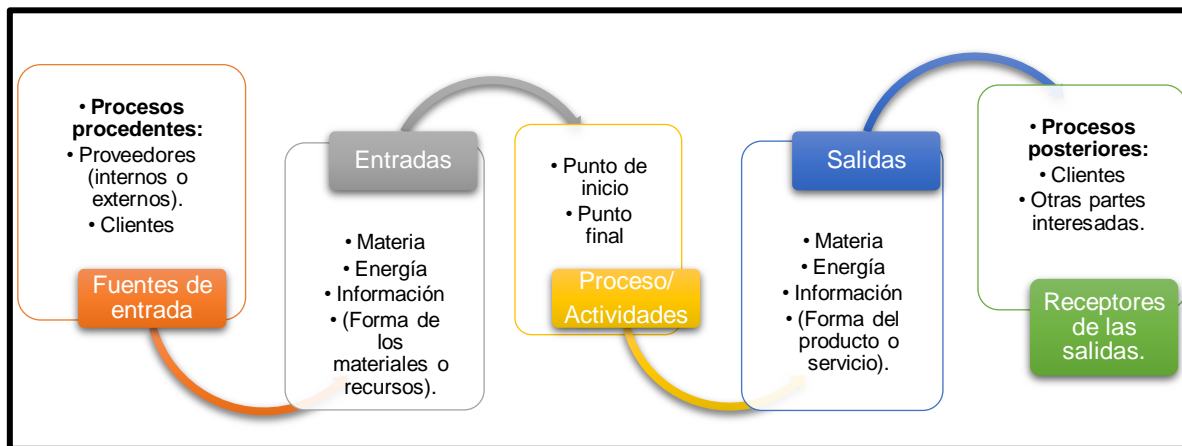 • Procesos
procedentes:
• Proveedores
(internos o
externos).
• Clientes
Fuentes de
entrada
Entradas
• Materia
• Energía
• Información
• (Forma de
los
materiales o
recursos).
• Punto de
inicio
• Punto
final
Proceso/
Actividades
Salidas
• Materia
• Energía
• Información
• (Forma del
producto o
servicio).
• Procesos
posteriores:
• Clientes
• Otras partes
interesadas.
Receptores
de las
salidas.